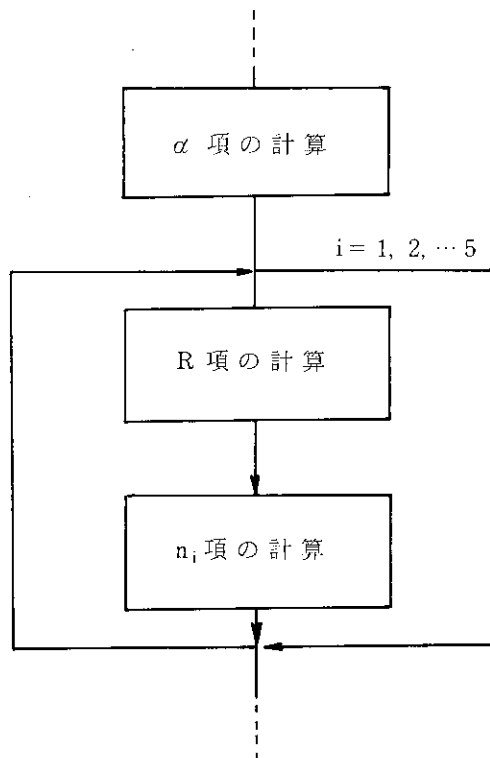 α 項の計算
i = 1, 2, … 5
R 項の計算
nᵢ 項の計算